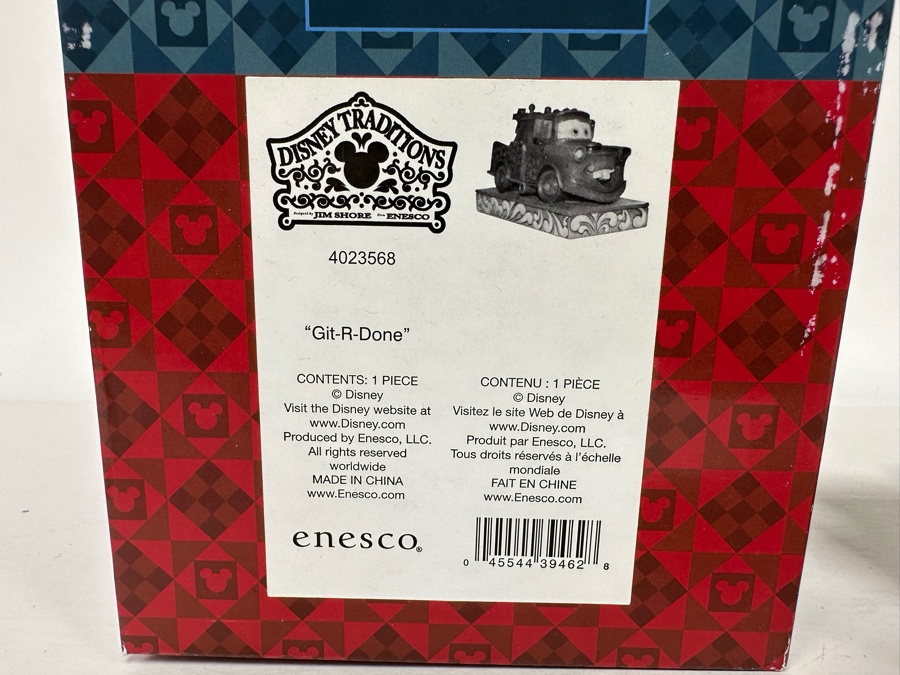 DISNEY TRADITIONS
designed by JIM SHORE from ENESCO
4023568
“Git-R-Done”
CONTENTS: 1 PIECE
© Disney
Visit the Disney website at
www.Disney.com
Produced by Enesco, LLC.
All rights reserved
worldwide
MADE IN CHINA
www.Enesco.com
CONTENU : 1 PIÈCE
© Disney
Visitez le site Web de Disney à
www.Disney.com
Produit par Enesco, LLC.
Tous droits réservés à l’échelle
mondiale
FAIT EN CHINE
www.Enesco.com
enesco®
0 45544 39462 8